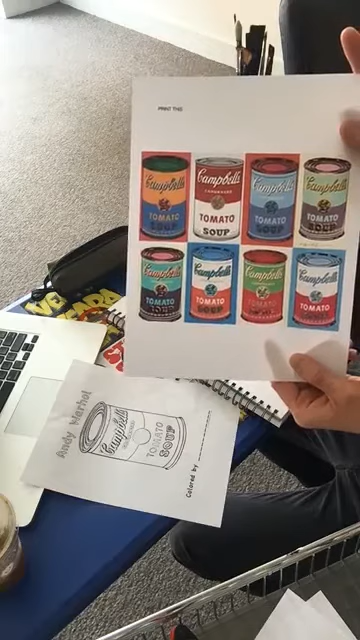 PRINT THIS
Campbell's Campbell's Campbell's Campbell's
CONDENSED
TOMATO TOMATO TOMATO TOMATO
SOUP SOUP SOUP SOUP
Campbell's Campbell's Campbell's Campbell's
TOMATO TOMATO TOMATO TOMATO
SOUP SOUP SOUP SOUP
Andy Warhol
Campbell's
TOMATO
SOUP
Colored by